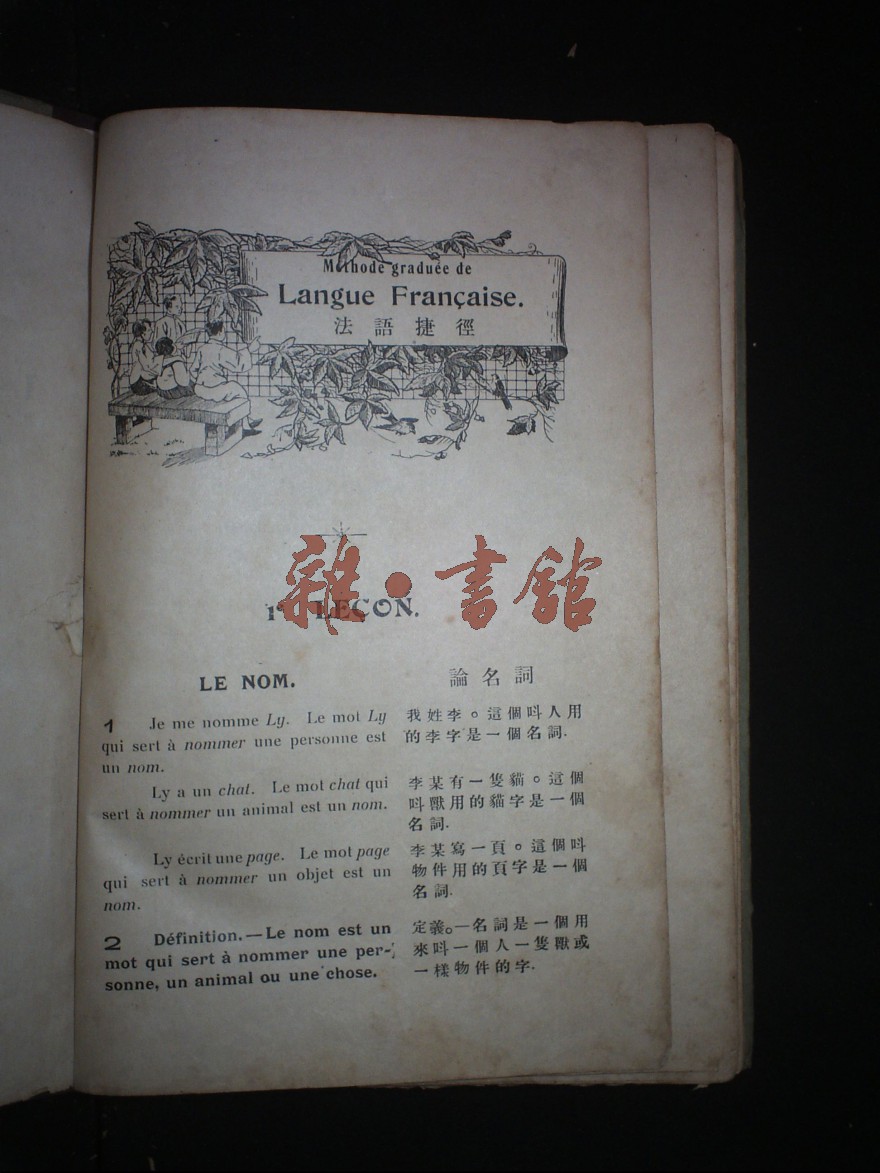 Méthode graduée de
Langue Française.
法語捷徑
雜·書館
LEÇON.
LE NOM.
論名詞
1 Je me nomme Ly. Le mot Ly
qui sert à nommer une personne est
un nom.
我姓李。這個呌人用
的李字是一個名詞.
Ly a un chat. Le mot chat qui
sert à nommer un animal est un nom.
李某有一隻貓。這個
呌獸用的貓字是一個
名詞.
Ly écrit une page. Le mot page
qui sert à nommer un objet est un
nom.
李某寫一頁。這個呌
物件用的頁字是一個
名詞.
2 Définition.—Le nom est un
mot qui sert à nommer une per-
sonne, un animal ou une chose.
定義。—名詞是一個用
來呌一個人一隻獸或
一樣物件的字.